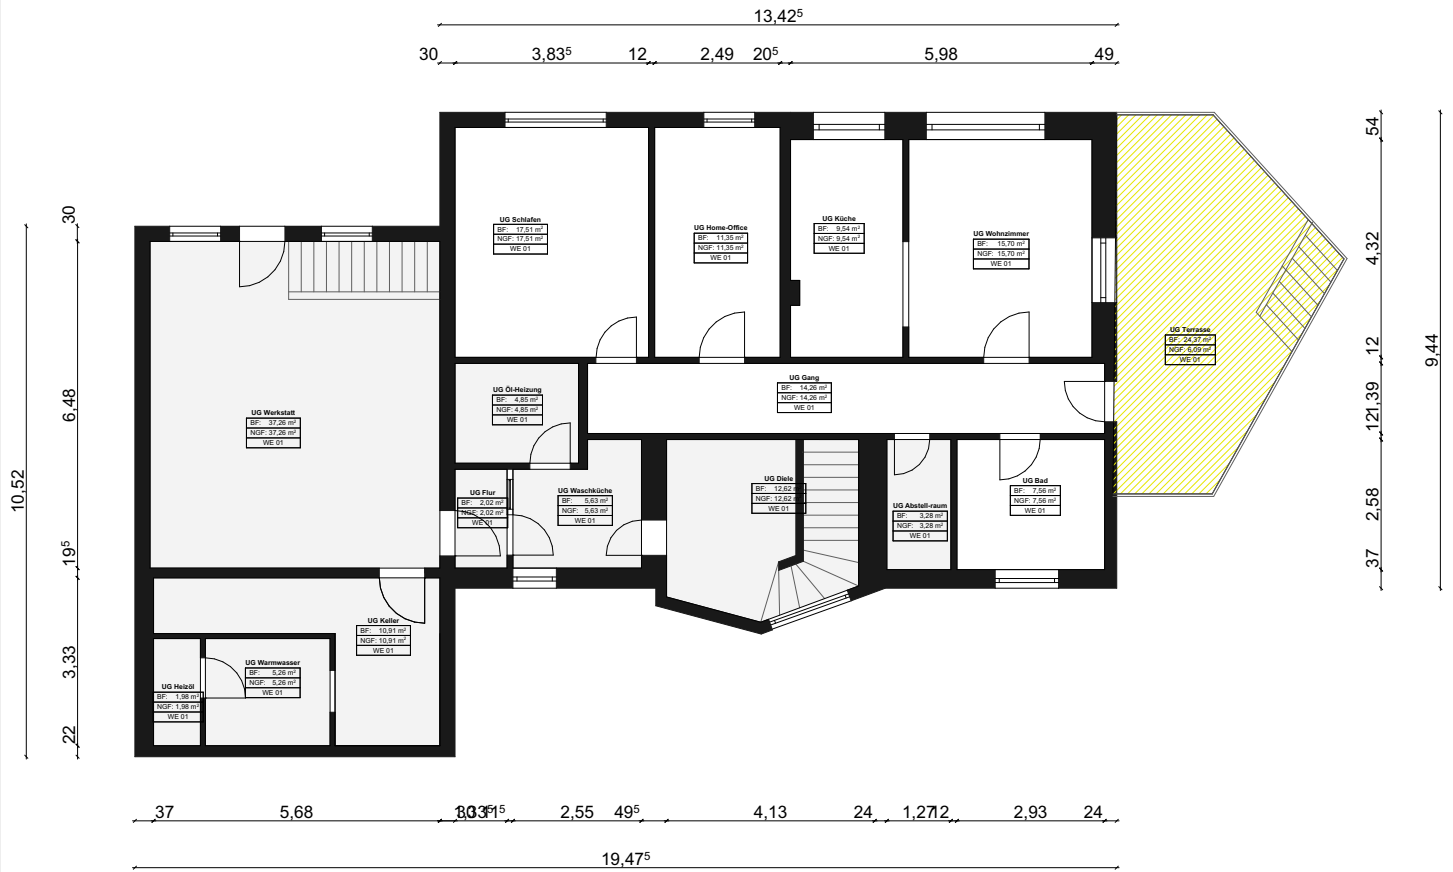 13,42⁵
30 3,83⁵ 12 2,49 20⁵ 5,98 49
54
4,32
12
1,39
12
2,58
37
9,44
30
6,48
19⁵
3,33
22
10,52
UG Schlafen
BF: 17,51 m²
NGF: 17,51 m²
WE 01
UG Home-Office
BF: 11,35 m²
NGF: 11,35 m²
WE 01
UG Küche
BF: 9,54 m²
NGF: 9,54 m²
WE 01
UG Wohnzimmer
BF: 15,70 m²
NGF: 15,70 m²
WE 01
UG Terrasse
BF: 24,37 m²
NGF: 6,09 m²
WE 01
UG Gang
BF: 14,26 m²
NGF: 14,26 m²
WE 01
UG Öl-Heizung
BF: 4,85 m²
NGF: 4,85 m²
WE 01
UG Werkstatt
BF: 37,26 m²
NGF: 37,26 m²
WE 01
UG Flur
BF: 2,02 m²
NGF: 2,02 m²
WE 01
UG Waschküche
BF: 5,63 m²
NGF: 5,63 m²
WE 01
UG Diele
BF: 12,62 m²
NGF: 12,62 m²
WE 01
UG Abstell-raum
BF: 3,28 m²
NGF: 3,28 m²
WE 01
UG Bad
BF: 7,56 m²
NGF: 7,56 m²
WE 01
UG Keller
BF: 10,91 m²
NGF: 10,91 m²
WE 01
UG Warmwasser
BF: 5,26 m²
NGF: 5,26 m²
WE 01
UG Heizöl
BF: 1,98 m²
NGF: 1,98 m²
WE 01
37 5,68 2,55 49⁵ 4,13 24 1,27 12 2,93 24
19,47⁵